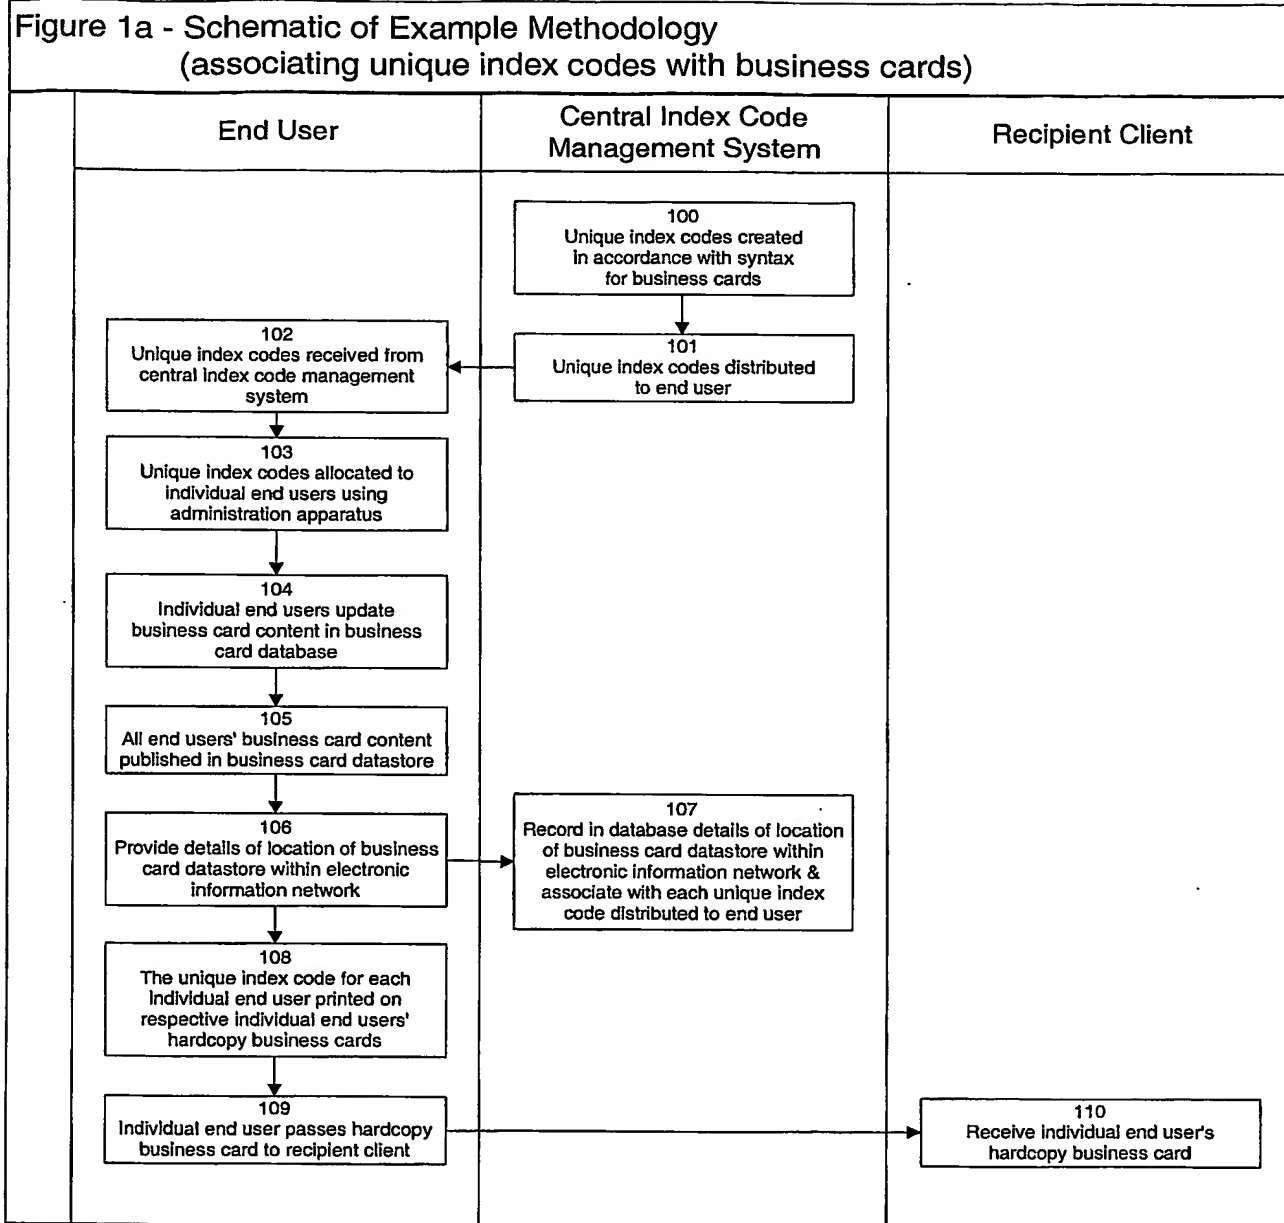 Figure 1a - Schematic of Example Methodology
(associating unique index codes with business cards)
End User
Central Index Code
Management System
Recipient Client
100
Unique index codes created
in accordance with syntax
for business cards
101
Unique index codes distributed
to end user
102
Unique index codes received from
central index code management
system
103
Unique index codes allocated to
individual end users using
administration apparatus
104
Individual end users update
business card content in business
card database
105
All end users' business card content
published in business card datastore
106
Provide details of location of business
card datastore within electronic
information network
107
Record in database details of location
of business card datastore within
electronic information network &
associate with each unique index
code distributed to end user
108
The unique index code for each
individual end user printed on
respective individual end users'
hardcopy business cards
109
Individual end user passes hardcopy
business card to recipient client
110
Receive individual end user's
hardcopy business card